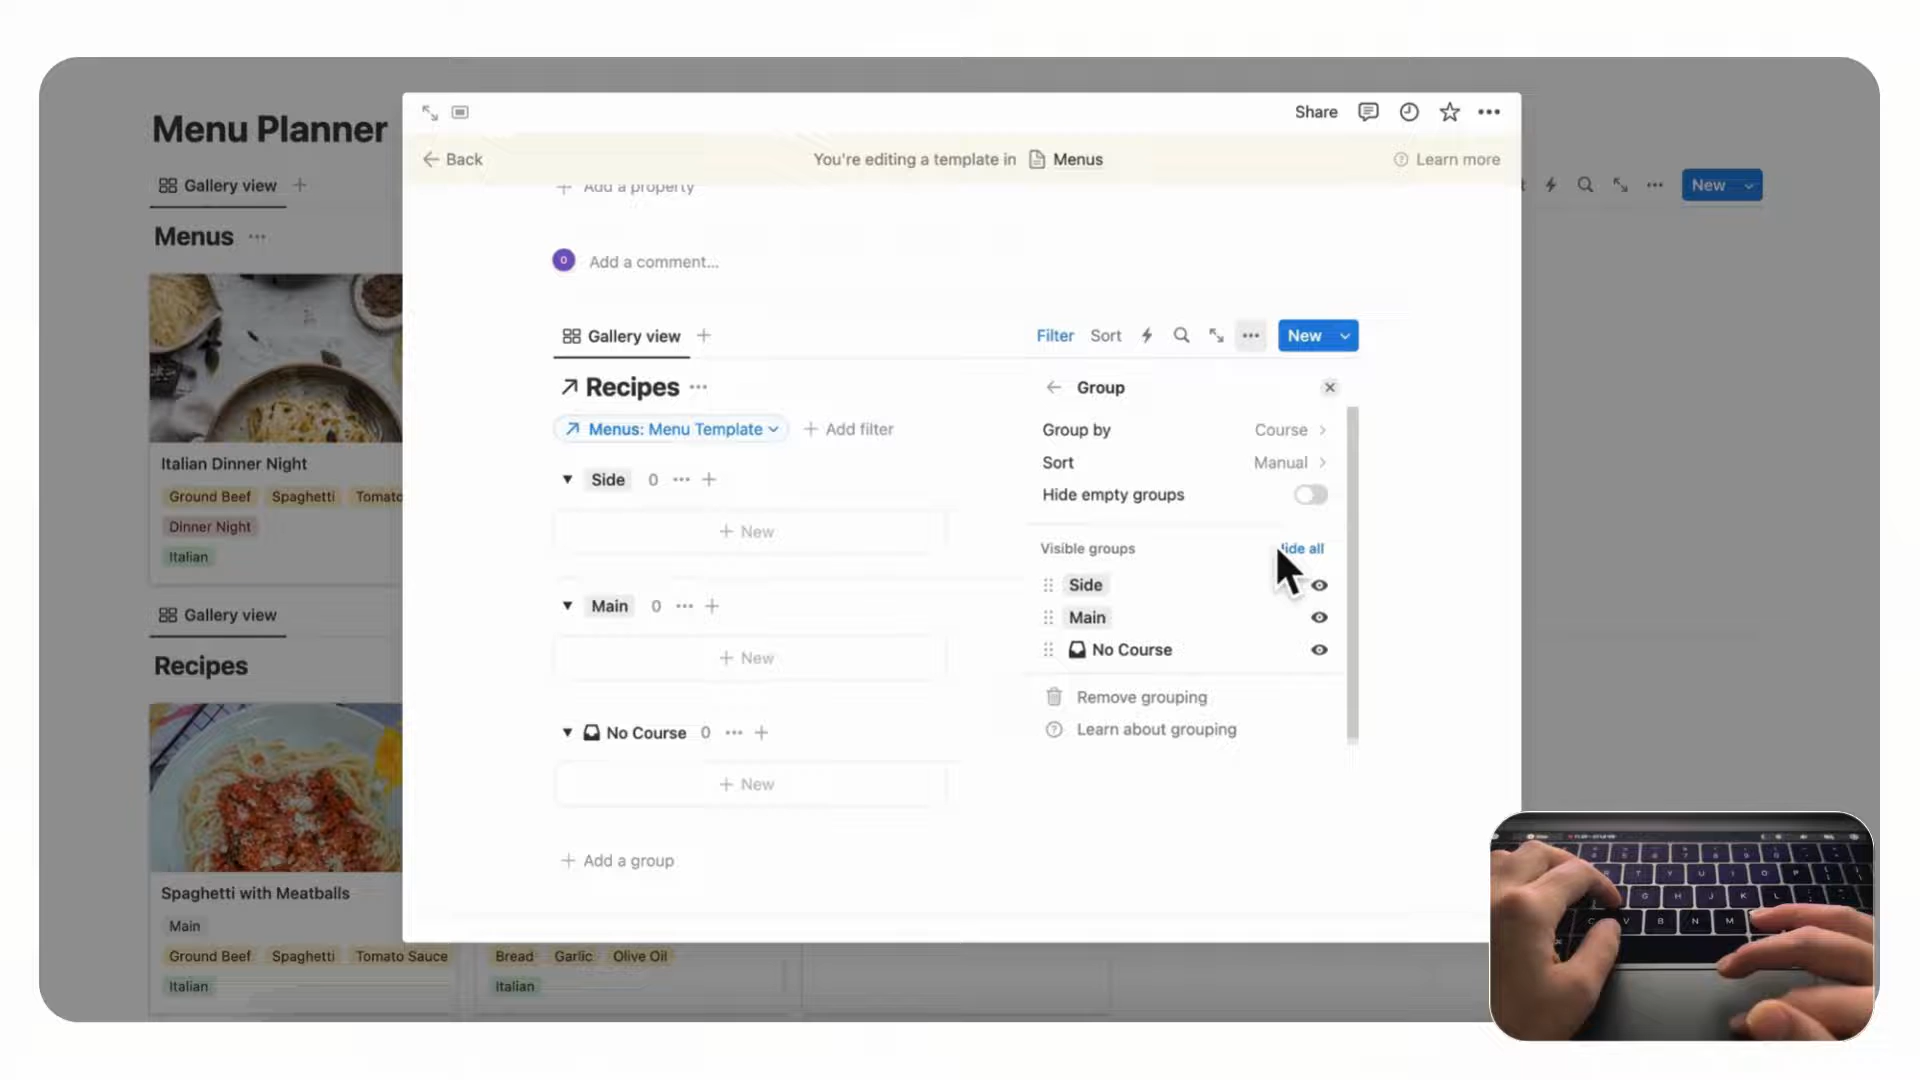 Menu Planner
Gallery view
Menus
Italian Dinner Night
Ground Beef Spaghetti
Dinner Night
Italian
Gallery view
Recipes
Spaghetti with Meatballs
Main
Ground Beef Spaghetti Tomato Sauce
Italian
Bread Garlic Olive Oil
Italian
New
Share
Back
You're editing a template in Menus
Learn more
Add a property
O
Add a comment...
Gallery view
Filter Sort
New
Recipes
Menus: Menu Template
Add filter
Side 0
New
Main 0
New
No Course 0
New
Add a group
Group
Group by Course
Sort Manual
Hide empty groups
Visible groups
all
Side
Main
No Course
Remove grouping
Learn about grouping